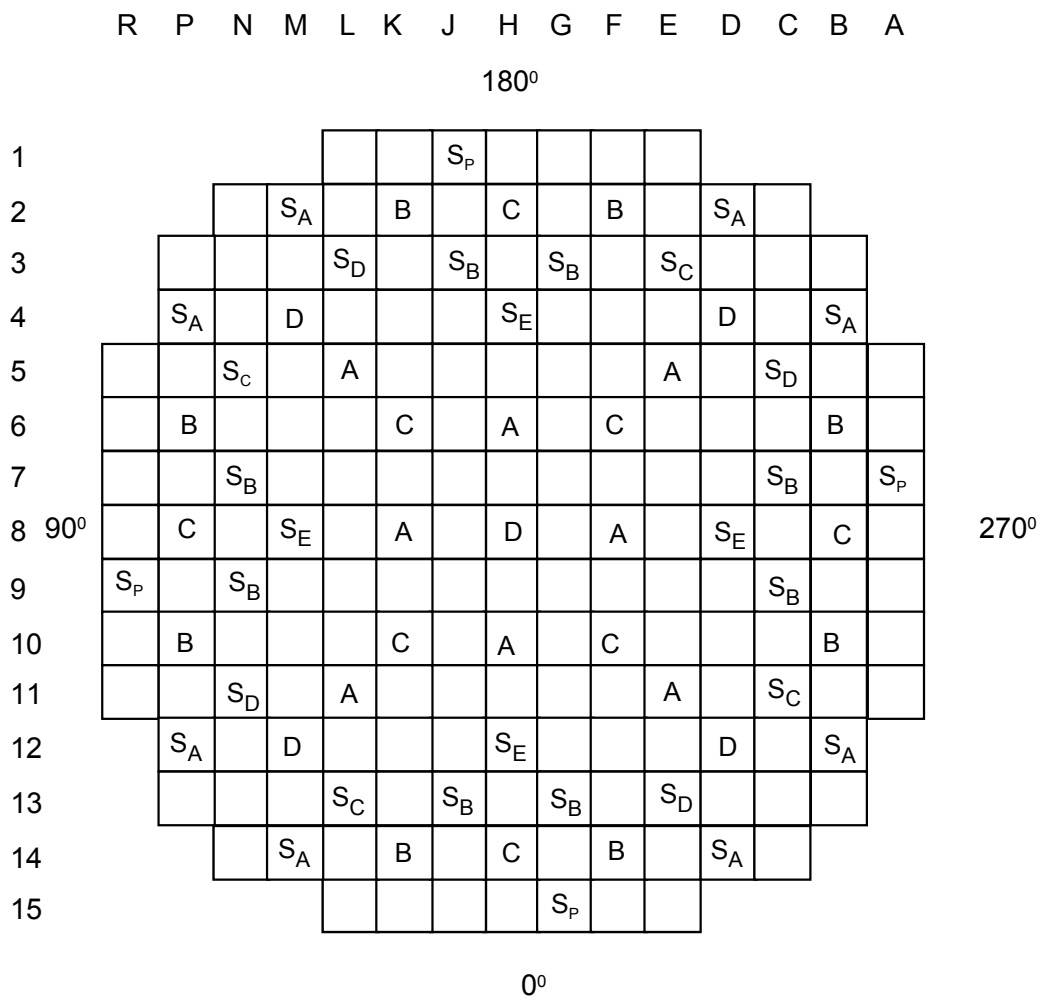 R P N M L K J H G F E D C B A
180⁰
1 S_P
2 S_A B C B S_A
3 S_D S_B S_B S_C
4 S_A D S_E D S_A
5 S_C A A S_D
6 B C A C B
7 S_B S_B S_P
8 90⁰ C S_E A D A S_E C 270⁰
9 S_P S_B S_B
10 B C A C B
11 S_D A A S_C
12 S_A D S_E D S_A
13 S_C S_B S_B S_D
14 S_A B C B S_A
15 S_P
0⁰